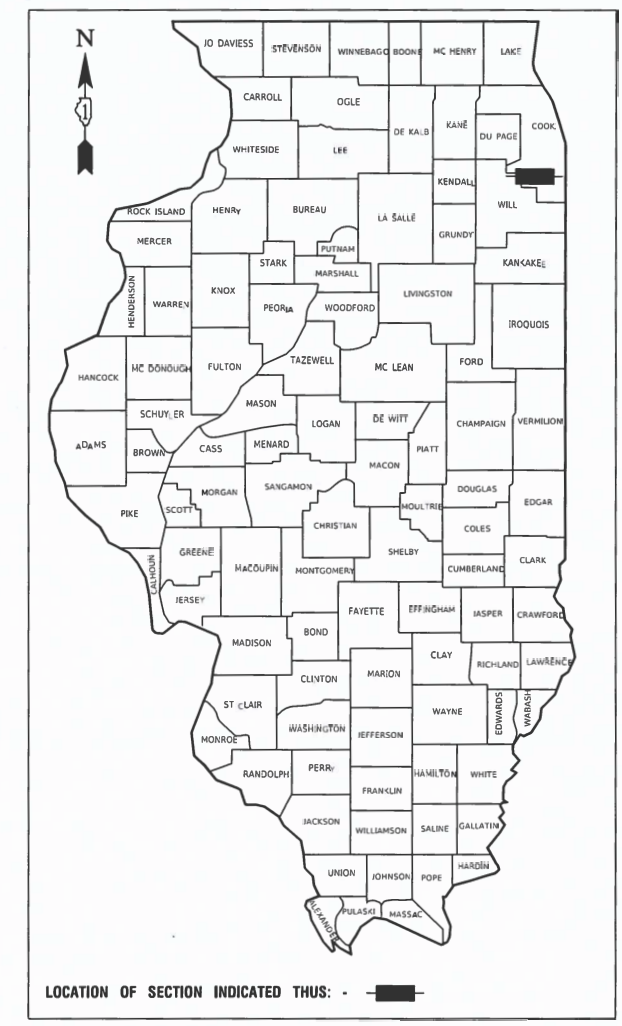 N
1
JO DAVIESS
STEVENSON
WINNEBAGO
BOONE
MC HENRY
LAKE
CARROLL
OGLE
DE KALB
KANE
DU PAGE
COOK
WHITESIDE
LEE
KENDALL
WILL
ROCK ISLAND
HENRY
BUREAU
LA SALLE
GRUNDY
MERCER
PUTNAM
STARK
MARSHALL
KANKAKEE
HENDERSON
WARREN
KNOX
PEORIA
WOODFORD
LIVINGSTON
IROQUOIS
HANCOCK
MC DONOUGH
FULTON
TAZEWELL
MC LEAN
FORD
MASON
SCHUYLER
LOGAN
DE WITT
CHAMPAIGN
VERMILION
ADAMS
BROWN
CASS
MENARD
PIATT
MACON
PIKE
SCOTT
MORGAN
SANGAMON
MOULTRIE
DOUGLAS
EDGAR
CHRISTIAN
COLES
GREENE
CALHOUN
MACOUPIN
MONTGOMERY
SHELBY
CUMBERLAND
CLARK
JERSEY
FAYETTE
EFFINGHAM
JASPER
CRAWFORD
MADISON
BOND
CLAY
RICHLAND
LAWRENCE
CLINTON
MARION
ST CLAIR
WAYNE
EDWARDS
WABASH
MONROE
WASHINGTON
JEFFERSON
RANDOLPH
PERRY
HAMILTON
WHITE
FRANKLIN
JACKSON
WILLIAMSON
SALINE
GALLATIN
UNION
JOHNSON
POPE
HARDIN
ALEXANDER
PULASKI
MASSAC
LOCATION OF SECTION INDICATED THUS: -